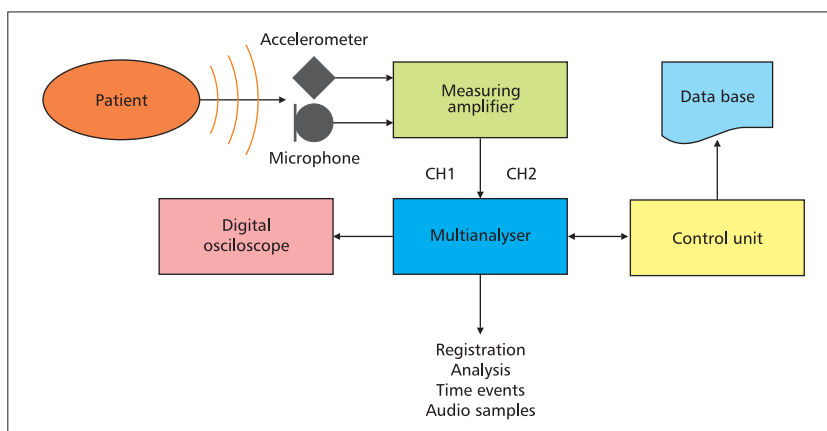 Accelerometer
Patient
Measuring
amplifier
Data base
Microphone
CH1
CH2
Digital
osciloscope
Multianalyser
Control unit
Registration
Analysis
Time events
Audio samples